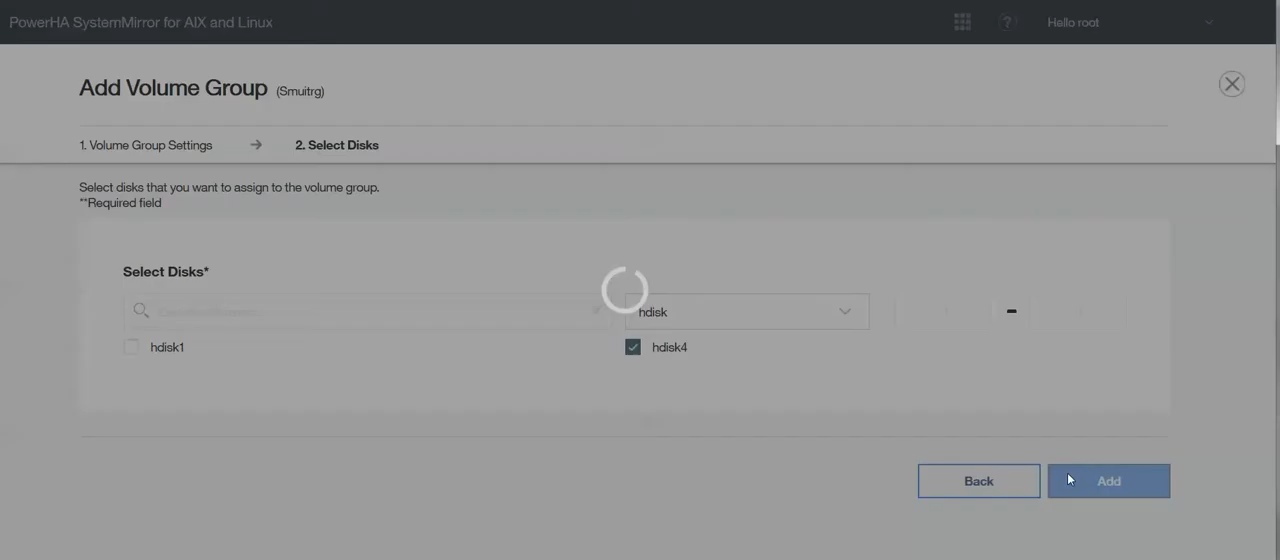 PowerHA SystemMirror for AIX and Linux
?
Hello root
Add Volume Group (Smuitrg)
1. Volume Group Settings → 2. Select Disks
Select disks that you want to assign to the volume group.
**Required field
Select Disks*
hdisk
hdisk1
hdisk4
Back
Add